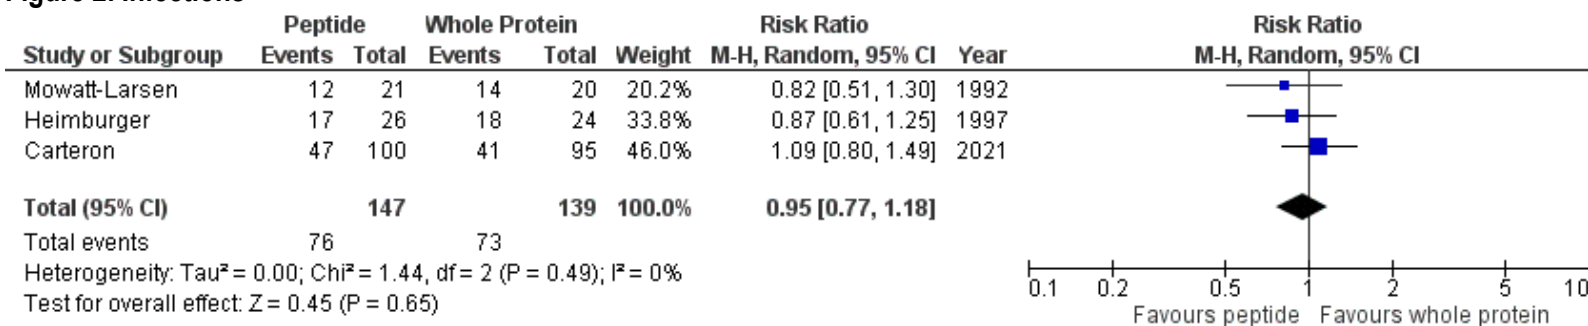 Figure 2. Infections
Peptide Whole Protein Risk Ratio Risk Ratio
Study or Subgroup Events Total Events Total Weight M-H, Random, 95% CI Year M-H, Random, 95% CI
Mowatt-Larsen 12 21 14 20 20.2% 0.82 [0.51, 1.30] 1992
Heimburger 17 26 18 24 33.8% 0.87 [0.61, 1.25] 1997
Carteron 47 100 41 95 46.0% 1.09 [0.80, 1.49] 2021
Total (95% CI) 147 139 100.0% 0.95 [0.77, 1.18]
Total events 76 73
Heterogeneity: Tau² = 0.00; Chi² = 1.44, df = 2 (P = 0.49); I² = 0%
Test for overall effect: Z = 0.45 (P = 0.65)
0.1 0.2 0.5 1 2 5 10
Favours peptide Favours whole protein